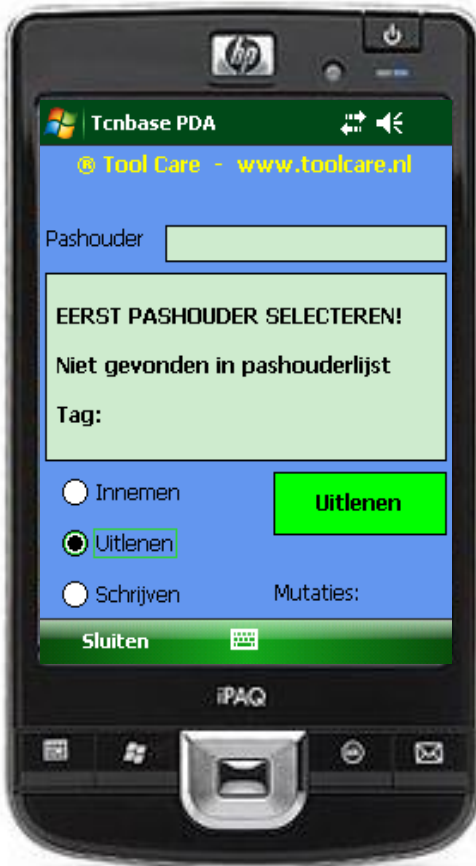 hp
Tcnbase PDA
® Tool Care - www.toolcare.nl
Pashouder
EERST PASHOUDER SELECTEREN!
Niet gevonden in pashouderlijst
Tag:
Innemen
Uitlenen
Uitlenen
Schrijven
Mutaties:
Sluiten
iPAQ